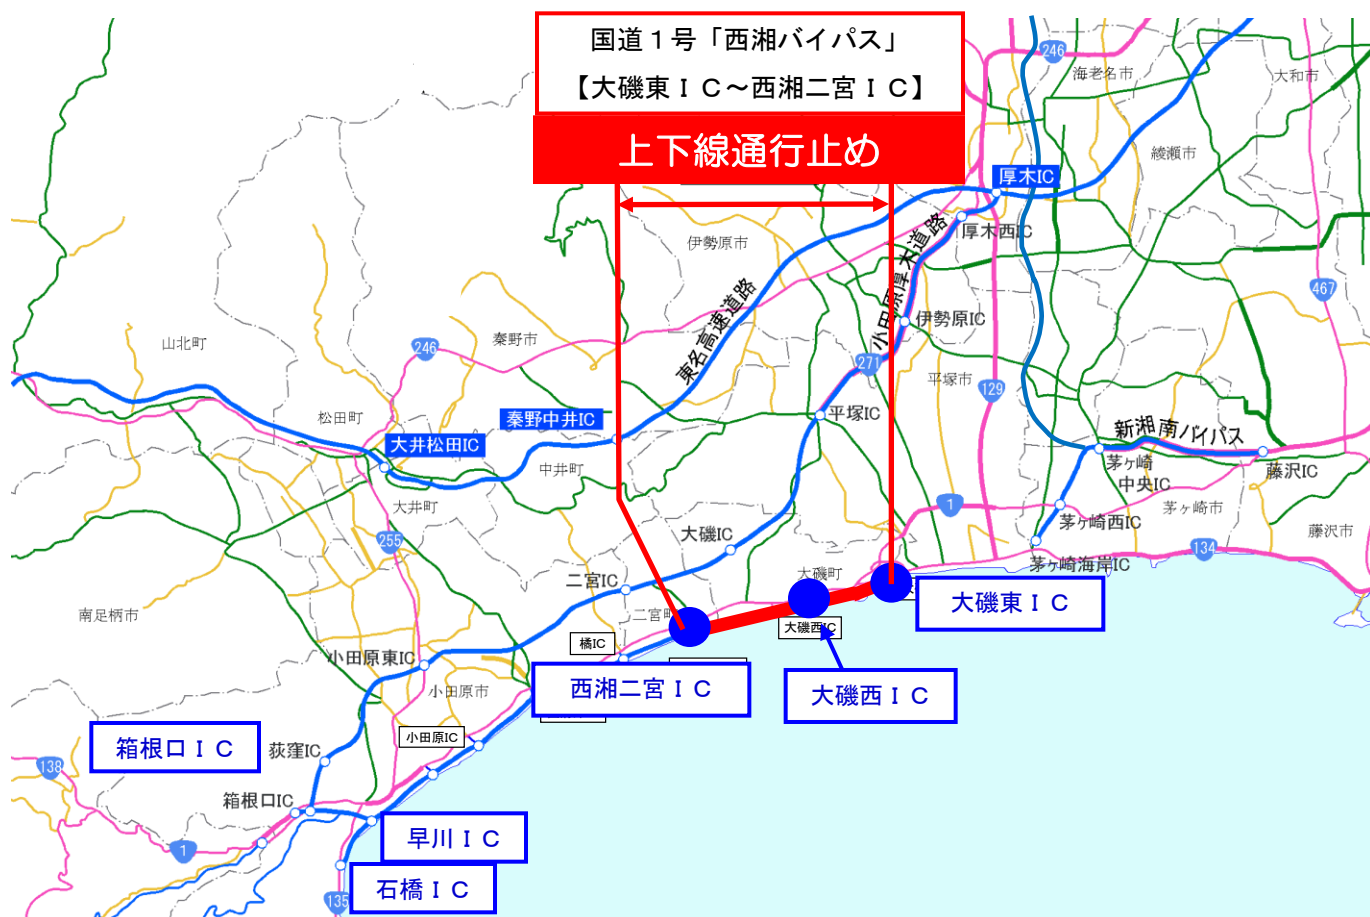 国道１号「西湘バイパス」
【大磯東ＩＣ～西湘二宮ＩＣ】
上下線通行止め
246
海老名市
大和市
綾瀬市
厚木IC
厚木西IC
伊勢原市
小田原厚木道路
東名高速道路
467
伊勢原IC
山北町
246
秦野市
271
平塚市
129
松田町
秦野中井IC
平塚IC
大井松田IC
新湘南バイパス
中井町
茅ヶ崎
中央IC
藤沢IC
大井町
1
茅ヶ崎市
茅ヶ崎西IC
藤沢市
大磯IC
255
134
茅ヶ崎海岸IC
大磯町
二宮IC
大磯東ＩＣ
南足柄市
二宮町
大磯西IC
橘IC
小田原東IC
西湘二宮ＩＣ
大磯西ＩＣ
小田原市
小田原IC
箱根口ＩＣ
荻窪IC
138
箱根口IC
早川ＩＣ
1
石橋ＩＣ
135